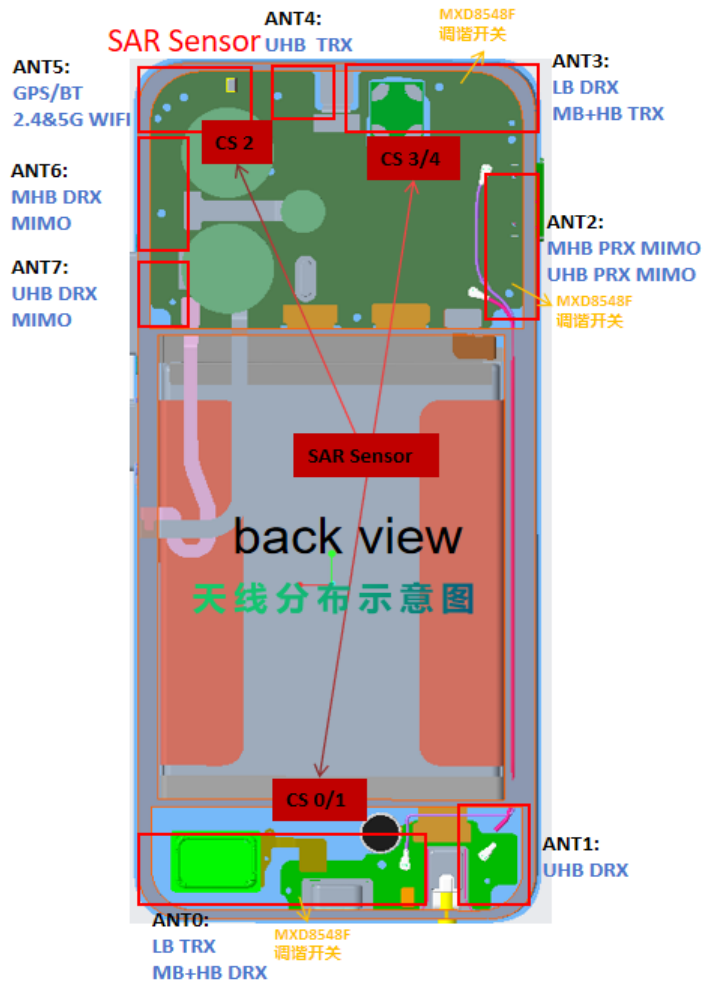 ANT4:
UHB TRX
SAR Sensor
MXD8548F
调谐开关
ANT5:
GPS/BT
2.4&5G WIFI
ANT3:
LB DRX
MB+HB TRX
CS 2
CS 3/4
ANT6:
MHB DRX
MIMO
ANT2:
MHB PRX MIMO
UHB PRX MIMO
ANT7:
UHB DRX
MIMO
MXD8548F
调谐开关
SAR Sensor
back view
天线分布示意图
CS 0/1
ANT1:
UHB DRX
ANT0:
LB TRX
MB+HB DRX
MXD8548F
调谐开关